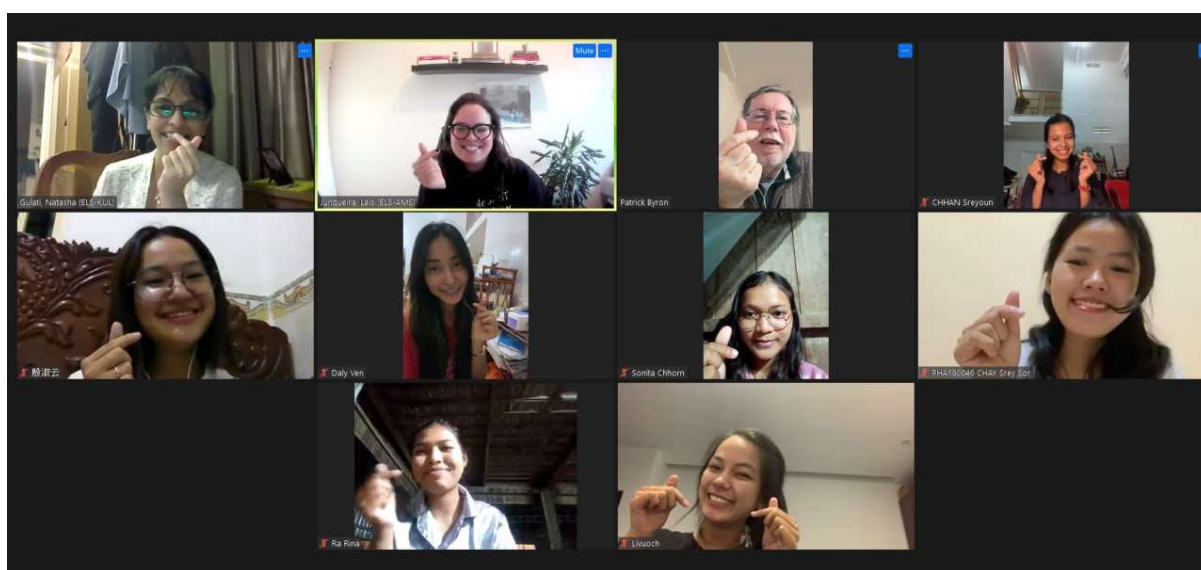 Mute
Gulati, Natasha (ELS-KUL)
Junqueira, Lais (ELS-AMS)
Patrick Byron
CHHAN Sreyoun
殷淑云
Daly Ven
Sonita Chhorn
PHA180046 CHAY Srey Sor
Ra Rina
Livuoch